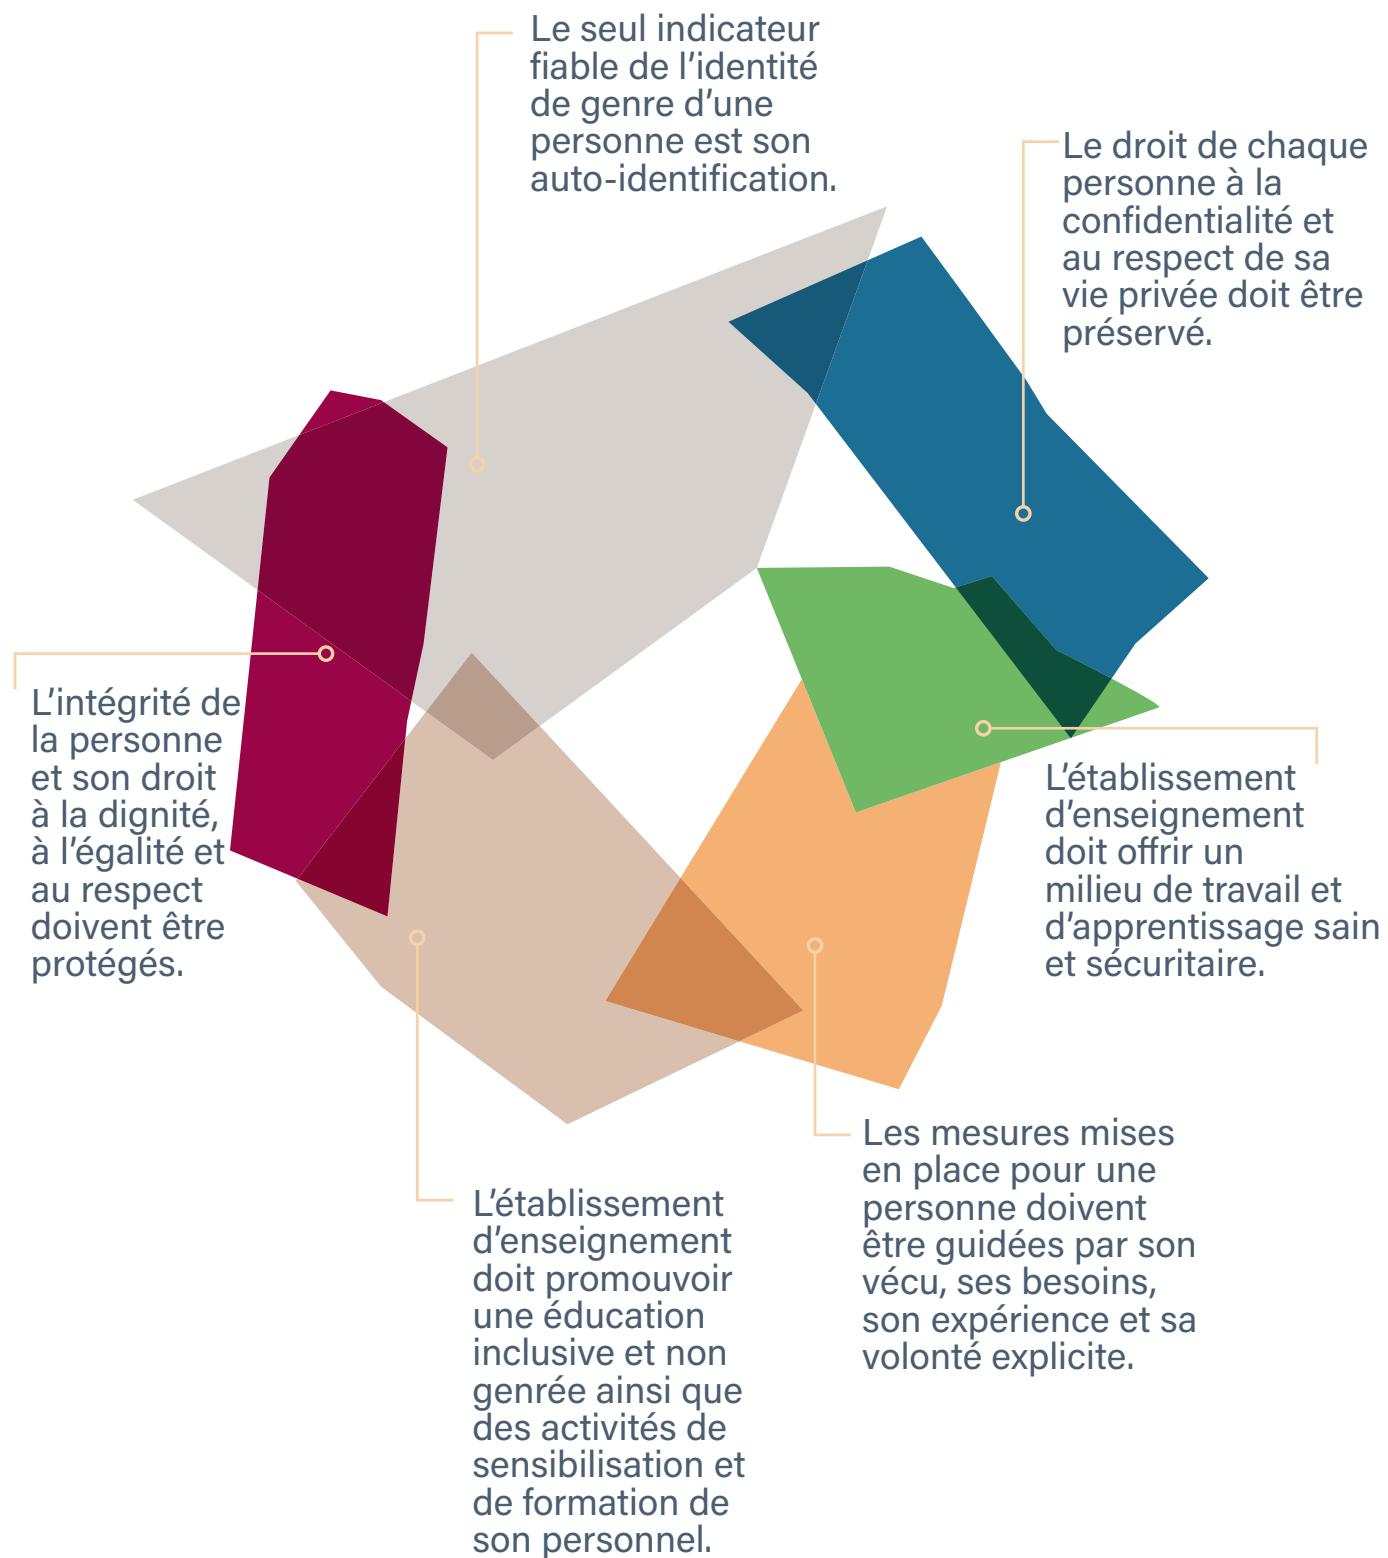 Le seul indicateur
fiable de l’identité
de genre d’une
personne est son
auto-identification.
Le droit de chaque
personne à la
confidentialité et
au respect de sa
vie privée doit être
préservé.
L’intégrité de
la personne
et son droit
à la dignité,
à l’égalité et
au respect
doivent être
protégés.
L’établissement
d’enseignement
doit offrir un
milieu de travail et
d’apprentissage sain
et sécuritaire.
Les mesures mises
en place pour une
personne doivent
être guidées par son
vécu, ses besoins,
son expérience et sa
volonté explicite.
L’établissement
d’enseignement
doit promouvoir
une éducation
inclusive et non
genrée ainsi que
des activités de
sensibilisation et
de formation de
son personnel.